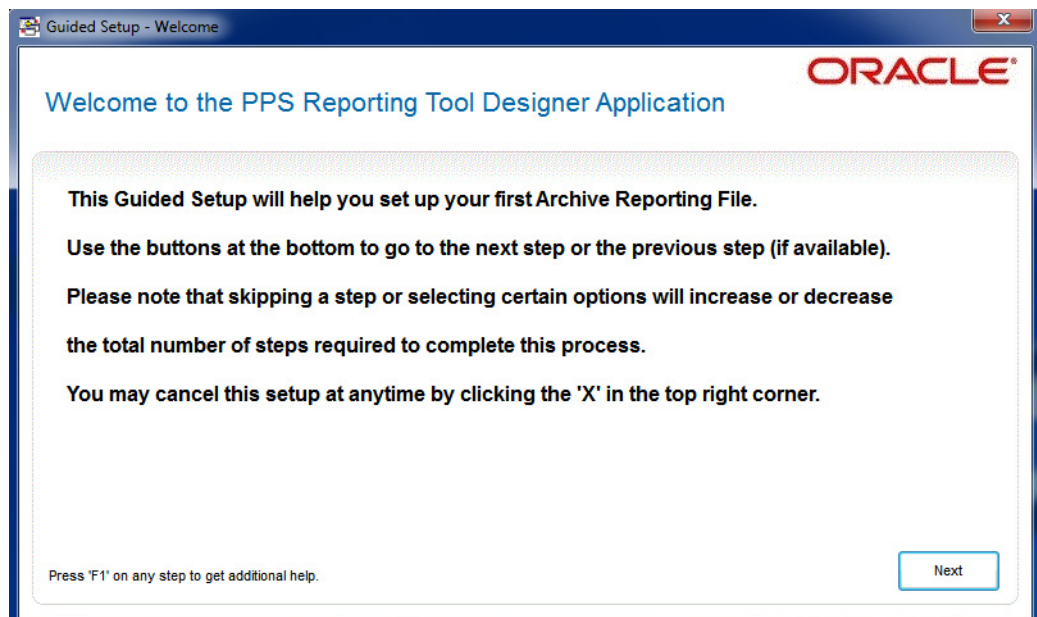 Guided Setup - Welcome
ORACLE®
Welcome to the PPS Reporting Tool Designer Application
This Guided Setup will help you set up your first Archive Reporting File.
Use the buttons at the bottom to go to the next step or the previous step (if available).
Please note that skipping a step or selecting certain options will increase or decrease
the total number of steps required to complete this process.
You may cancel this setup at anytime by clicking the 'X' in the top right corner.
Press 'F1' on any step to get additional help.
Next